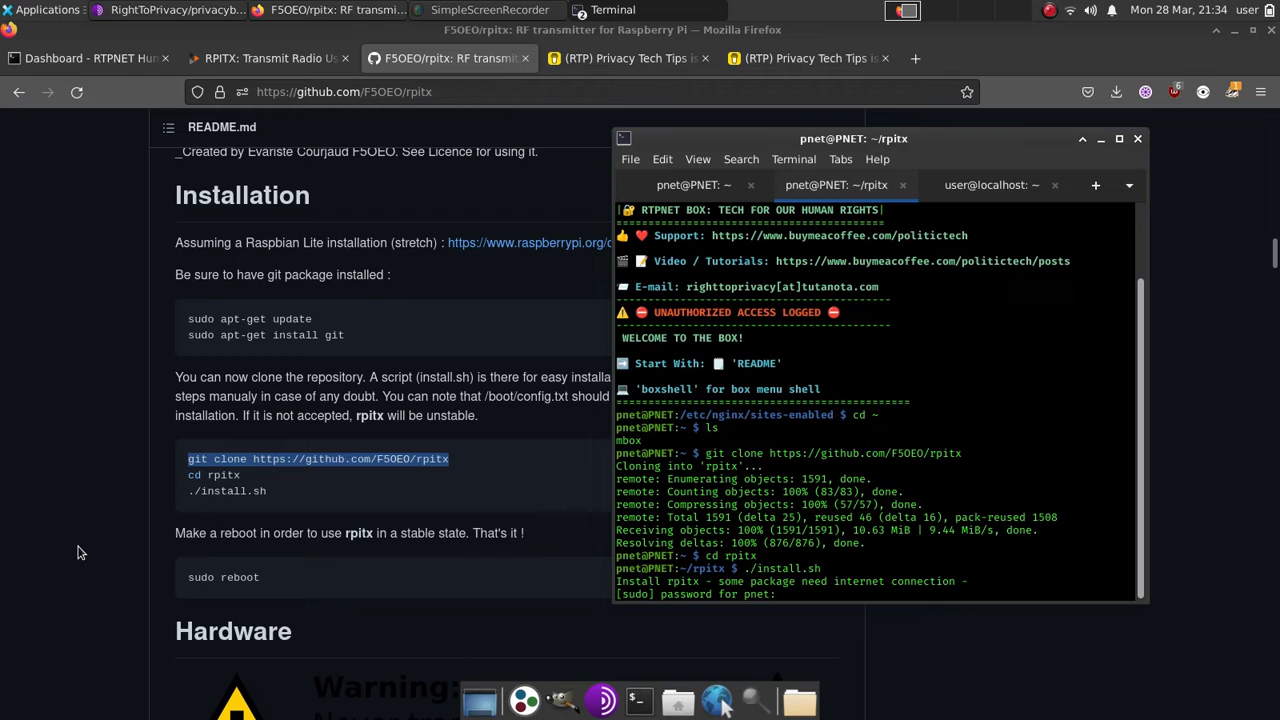 Applications
RightToPrivacy/privacyb...
F5OEO/rpitx: RF transmi...
SimpleScreenRecorder
2
Terminal
Mon 28 Mar, 21:34
user
F5OEO/rpitx: RF transmitter for Raspberry Pi — Mozilla Firefox
Dashboard - RTPNET Hum
RPITX: Transmit Radio Us
F5OEO/rpitx: RF transmit
(RTP) Privacy Tech Tips is
(RTP) Privacy Tech Tips is
https://github.com/F5OEO/rpitx
6
README.md
_Created by Evariste Courjaud F5OEO. See Licence for using it.
Installation
Assuming a Raspbian Lite installation (stretch) : https://www.raspberrypi.org/
Be sure to have git package installed :
sudo apt-get update
sudo apt-get install git
You can now clone the repository. A script (install.sh) is there for easy installa
steps manualy in case of any doubt. You can note that /boot/config.txt should
installation. If it is not accepted, rpitx will be unstable.
git clone https://github.com/F5OEO/rpitx
cd rpitx
./install.sh
Make a reboot in order to use rpitx in a stable state. That's it !
sudo reboot
Hardware
Warning:
pnet@PNET: ~/rpitx
File Edit View Search Terminal Tabs Help
pnet@PNET: ~
pnet@PNET: ~/rpitx
user@localhost: ~
|🔐 RTPNET BOX: TECH FOR OUR HUMAN RIGHTS|
===========================================
👍 ❤️ Support: https://www.buymeacoffee.com/politictech
🎬 📝 Video / Tutorials: https://www.buymeacoffee.com/politictech/posts
📨 E-mail: righttoprivacy[at]tutanota.com
-------------------------------------------
⚠️ ⛔ UNAUTHORIZED ACCESS LOGGED ⛔
-------------------------------------------
WELCOME TO THE BOX!
➡️ Start With: 🗒️ 'README'
💻 'boxshell' for box menu shell
==============================================
pnet@PNET:/etc/nginx/sites-enabled $ cd ~
pnet@PNET:~ $ ls
mbox
pnet@PNET:~ $ git clone https://github.com/F5OEO/rpitx
Cloning into 'rpitx'...
remote: Enumerating objects: 1591, done.
remote: Counting objects: 100% (83/83), done.
remote: Compressing objects: 100% (57/57), done.
remote: Total 1591 (delta 25), reused 46 (delta 16), pack-reused 1508
Receiving objects: 100% (1591/1591), 10.63 MiB | 9.44 MiB/s, done.
Resolving deltas: 100% (876/876), done.
pnet@PNET:~ $ cd rpitx
pnet@PNET:~/rpitx $ ./install.sh
Install rpitx - some package need internet connection -
[sudo] password for pnet: